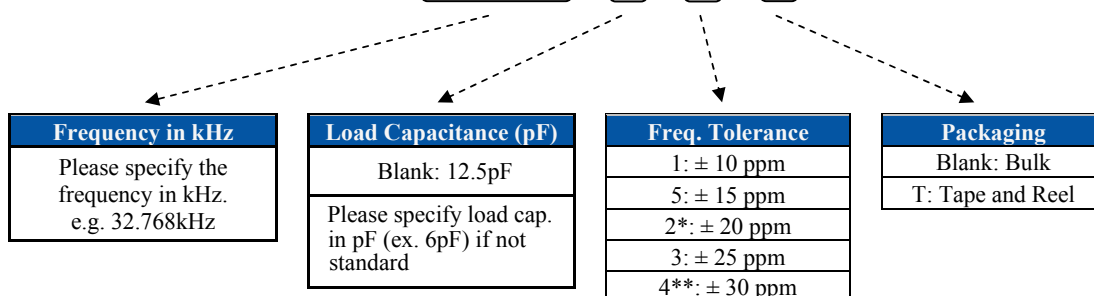 Frequency in kHz
Please specify the
frequency in kHz.
e.g. 32.768kHz
Load Capacitance (pF)
Blank: 12.5pF
Please specify load cap.
in pF (ex. 6pF) if not
standard
Freq. Tolerance
1: ± 10 ppm
5: ± 15 ppm
2*: ± 20 ppm
3: ± 25 ppm
4**: ± 30 ppm
Packaging
Blank: Bulk
T: Tape and Reel